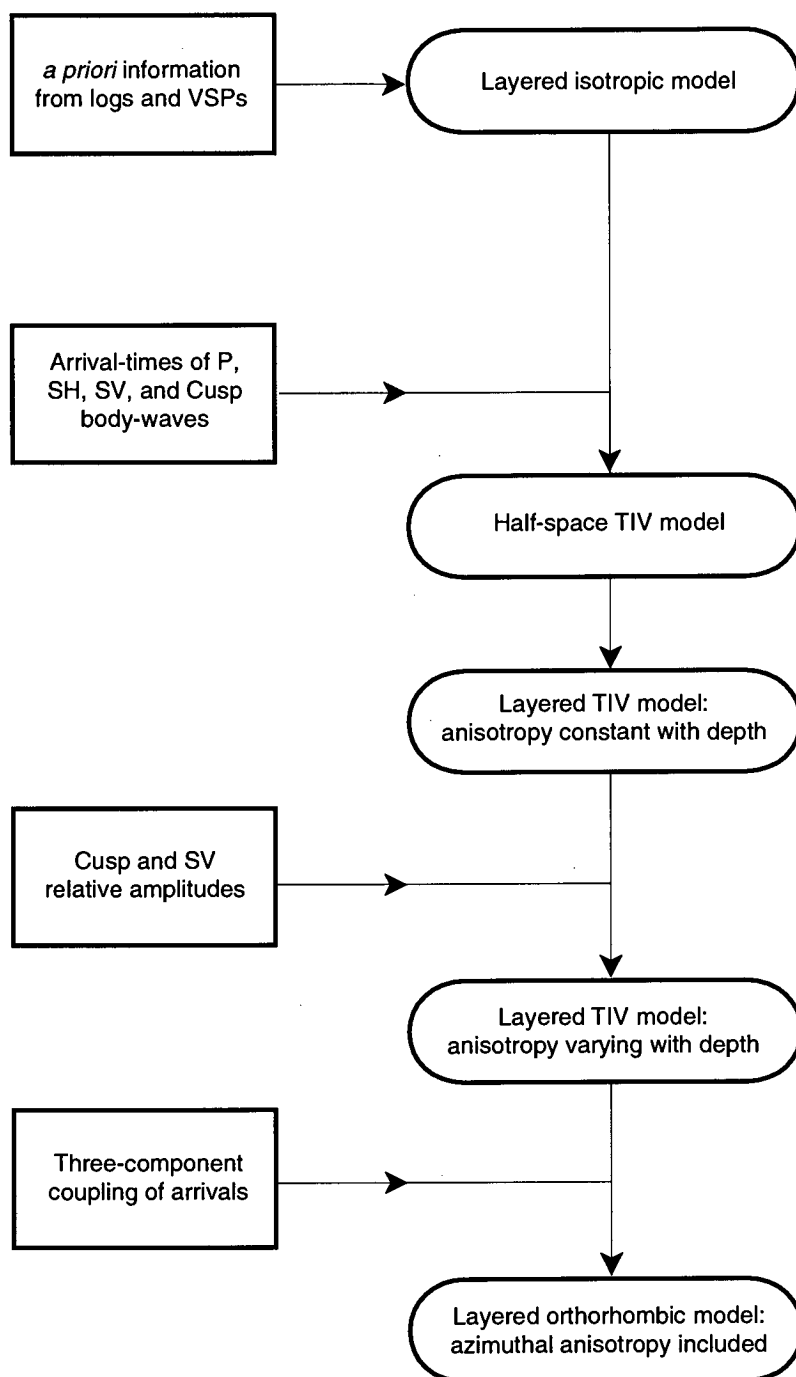 a priori information
from logs and VSPs
Layered isotropic model
Arrival-times of P,
SH, SV, and Cusp
body-waves
Half-space TIV model
Layered TIV model:
anisotropy constant with depth
Cusp and SV
relative amplitudes
Layered TIV model:
anisotropy varying with depth
Three-component
coupling of arrivals
Layered orthorhombic model:
azimuthal anisotropy included